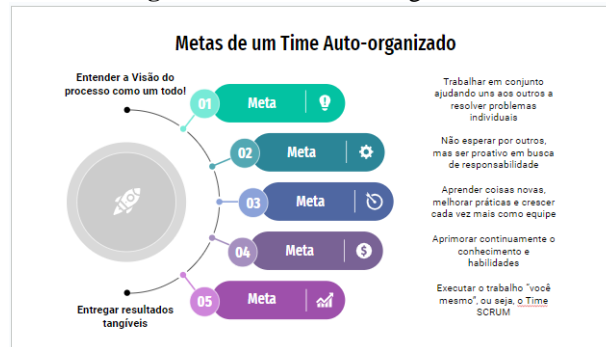 Metas de um Time Auto-organizado
Entender a Visão do
processo como um todo!
01
Meta
Trabalhar em conjunto
ajudando uns aos outros a
resolver problemas
individuais
02
Meta
Não esperar por outros,
mas ser proativo em busca
de responsabilidade
03
Meta
Aprender coisas novas,
melhorar práticas e crescer
cada vez mais como equipe
04
Meta
$
Aprimorar continuamente o
conhecimento e
habilidades
05
Meta
Executar o trabalho "você
mesmo", ou seja, o Time
SCRUM
Entregar resultados
tangíveis